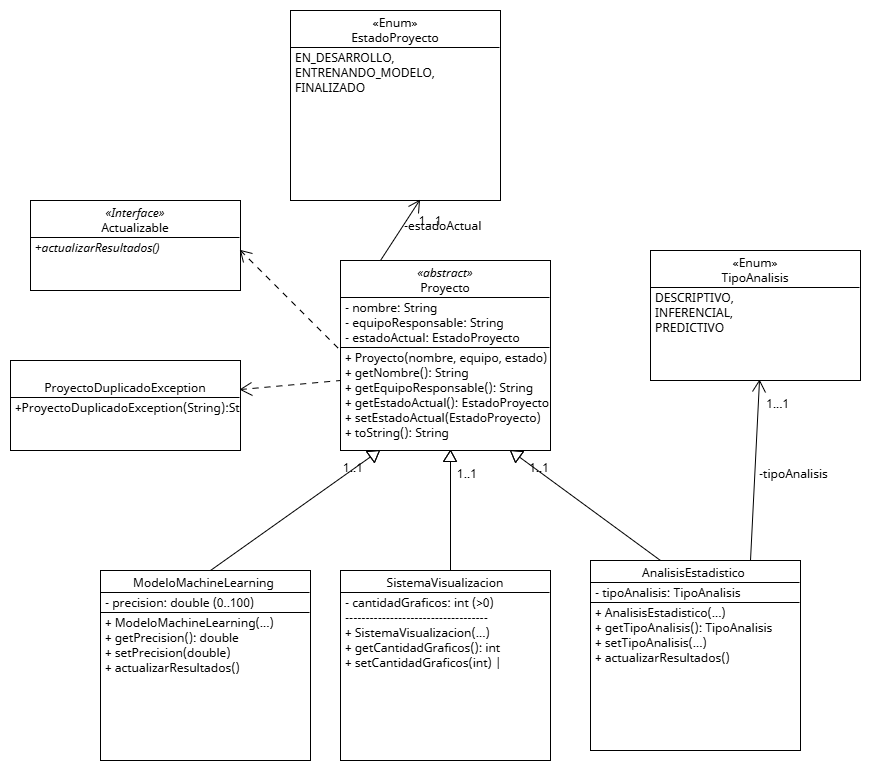 «Enum»
EstadoProyecto
EN_DESARROLLO,
ENTRENANDO_MODELO,
FINALIZADO
1..1
-estadoActual
«Interface»
Actualizable
+actualizarResultados()
«abstract»
Proyecto
- nombre: String
- equipoResponsable: String
- estadoActual: EstadoProyecto
+ Proyecto(nombre, equipo, estado)
+ getNombre(): String
+ getEquipoResponsable(): String
+ getEstadoActual(): EstadoProyecto
+ setEstadoActual(EstadoProyecto)
+ toString(): String
«Enum»
TipoAnalisis
DESCRIPTIVO,
INFERENCIAL,
PREDICTIVO
ProyectoDuplicadoException
+ProyectoDuplicadoException(String):St
1...1
-tipoAnalisis
1..1
1..1
1..1
ModeloMachineLearning
- precision: double (0..100)
+ ModeloMachineLearning(...)
+ getPrecision(): double
+ setPrecision(double)
+ actualizarResultados()
SistemaVisualizacion
- cantidadGraficos: int (>0)
-----------------------------------
+ SistemaVisualizacion(...)
+ getCantidadGraficos(): int
+ setCantidadGraficos(int) |
AnalisisEstadistico
- tipoAnalisis: TipoAnalisis
+ AnalisisEstadistico(...)
+ getTipoAnalisis(): TipoAnalisis
+ setTipoAnalisis(...)
+ actualizarResultados()